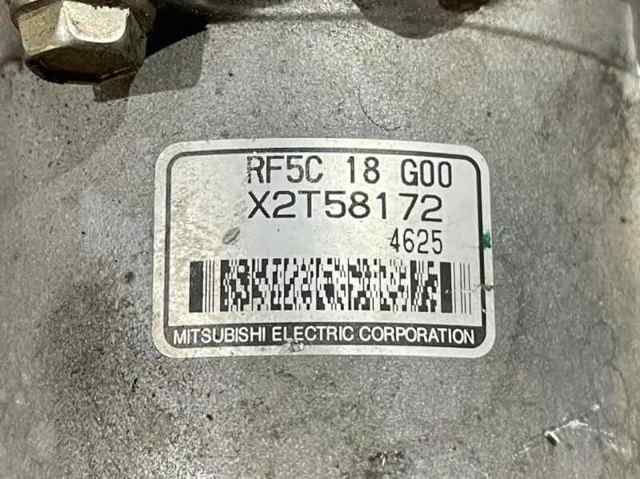 RF5C 18 G00
X2T58172
4625
MITSUBISHI ELECTRIC CORPORATION